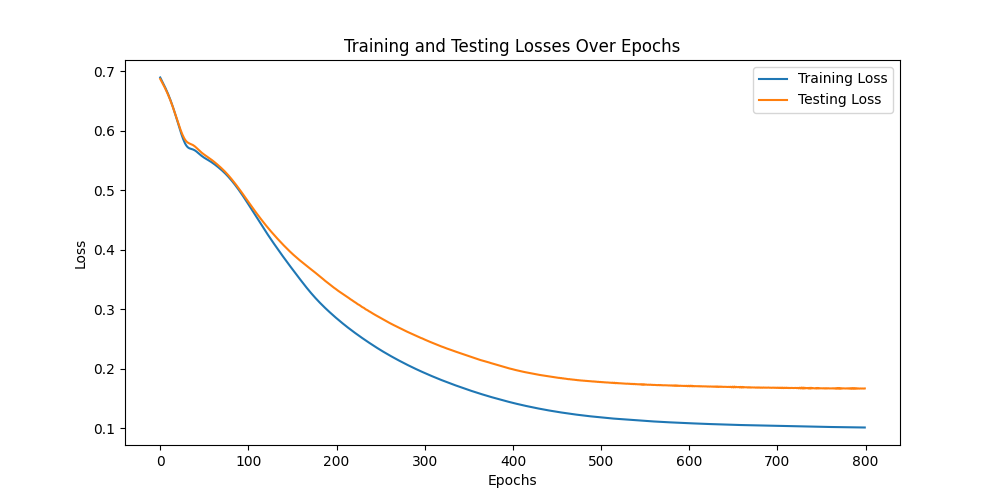 Training and Testing Losses Over Epochs
Training Loss
Testing Loss
Loss
0.7
0.6
0.5
0.4
0.3
0.2
0.1
0 100 200 300 400 500 600 700 800
Epochs